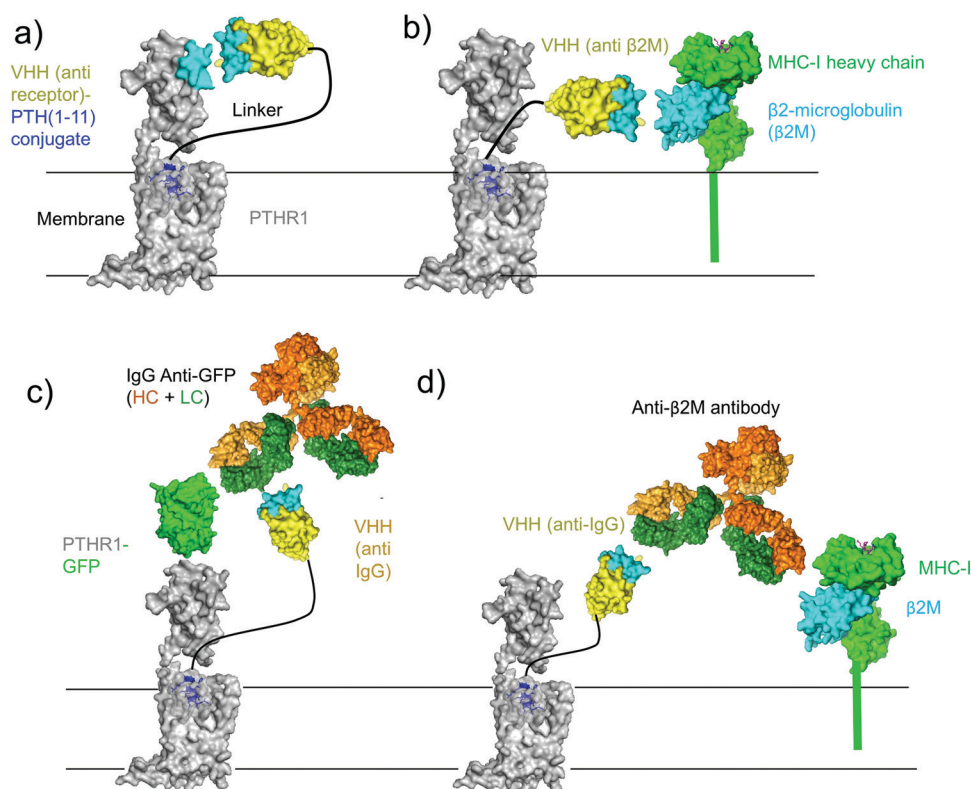 a)
VHH (anti
receptor)-
PTH(1-11)
conjugate
Linker
Membrane
PTHR1
b)
VHH (anti β2M)
MHC-I heavy chain
β2-microglobulin
(β2M)
c)
IgG Anti-GFP
(HC + LC)
PTHR1-
GFP
VHH
(anti
IgG)
d)
Anti-β2M antibody
VHH (anti-IgG)
MHC-I
β2M